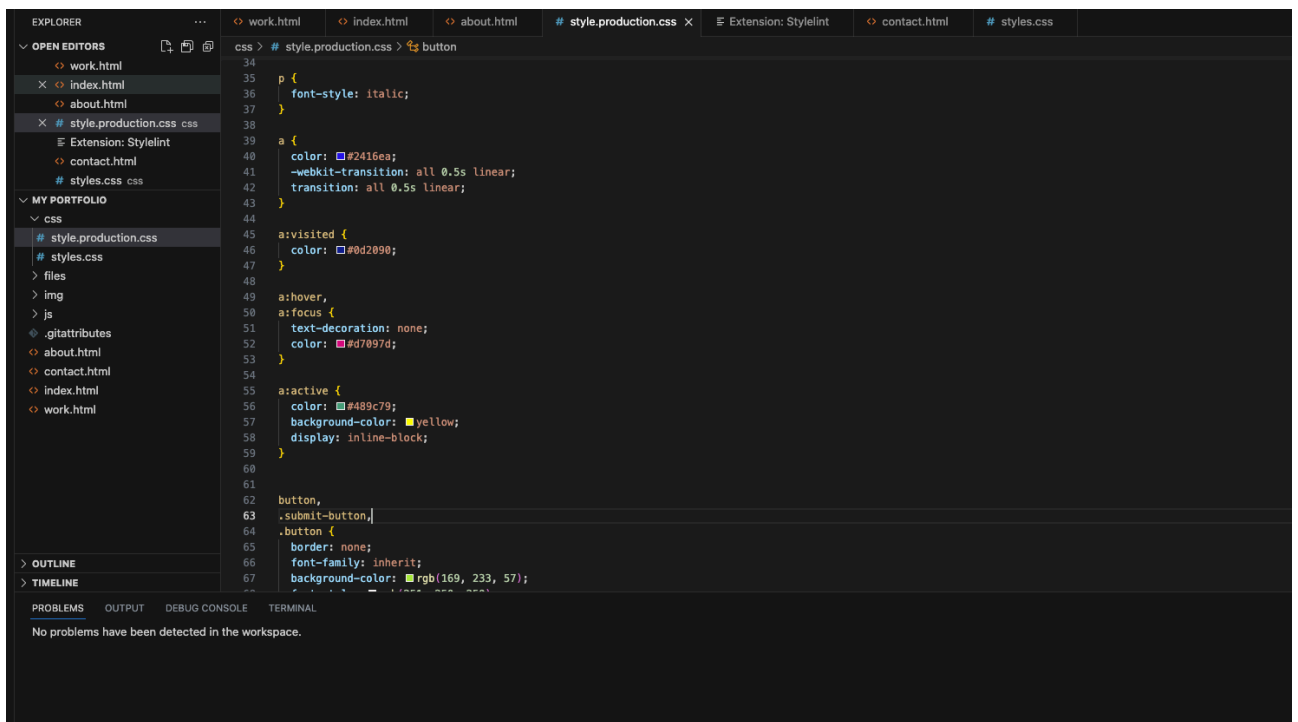 EXPLORER ···
OPEN EDITORS
work.html
index.html
about.html
# style.production.css css
Extension: Stylelint
contact.html
# styles.css css
MY PORTFOLIO
css
# style.production.css
# styles.css
files
img
js
.gitattributes
about.html
contact.html
index.html
work.html
OUTLINE
TIMELINE
work.html index.html about.html # style.production.css Extension: Stylelint contact.html # styles.css
css > # style.production.css > button
34
35 p {
36 font-style: italic;
37 }
38
39 a {
40 color: #2416ea;
41 -webkit-transition: all 0.5s linear;
42 transition: all 0.5s linear;
43 }
44
45 a:visited {
46 color: #0d2090;
47 }
48
49 a:hover,
50 a:focus {
51 text-decoration: none;
52 color: #d7097d;
53 }
54
55 a:active {
56 color: #489c79;
57 background-color: yellow;
58 display: inline-block;
59 }
60
61
62 button,
63 .submit-button,
64 .button {
65 border: none;
66 font-family: inherit;
67 background-color: rgb(169, 233, 57);
PROBLEMS OUTPUT DEBUG CONSOLE TERMINAL
No problems have been detected in the workspace.